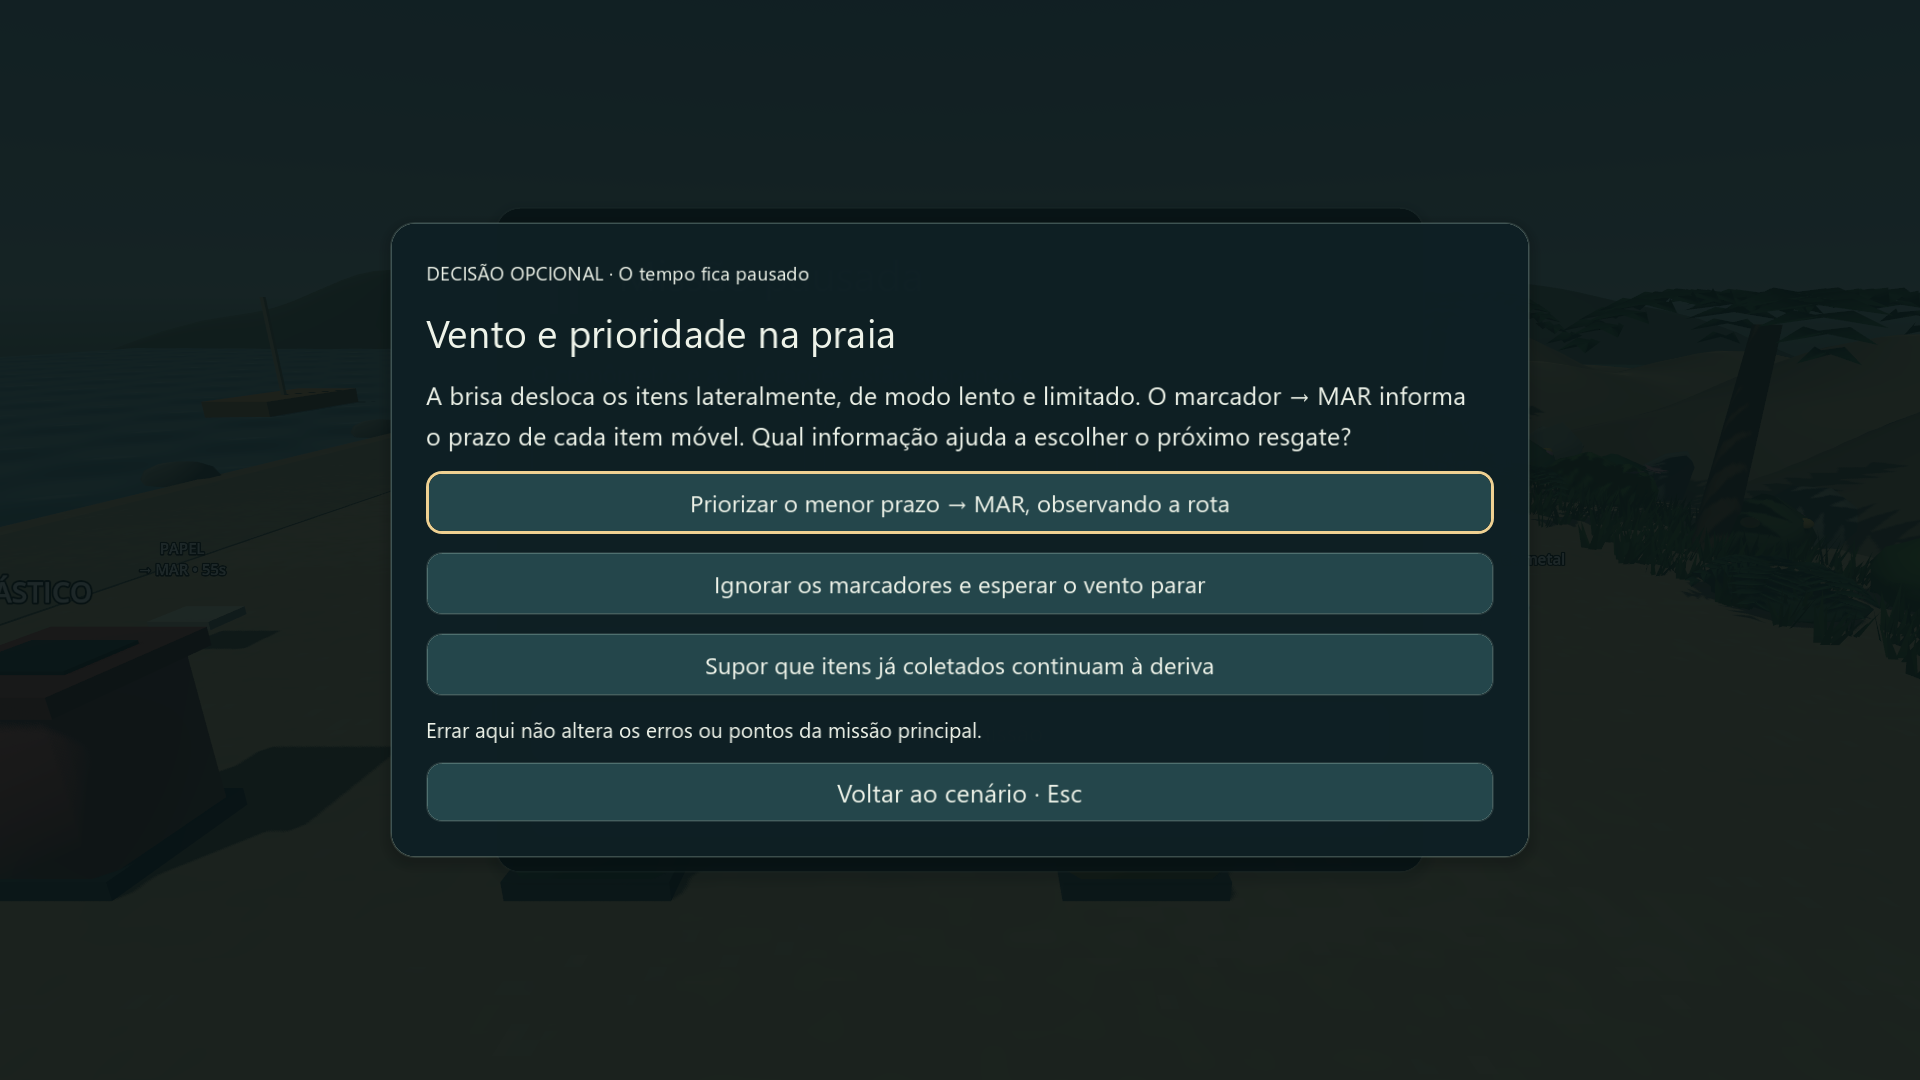 DECISÃO OPCIONAL · O tempo fica pausado
Vento e prioridade na praia
A brisa desloca os itens lateralmente, de modo lento e limitado. O marcador → MAR informa
o prazo de cada item móvel. Qual informação ajuda a escolher o próximo resgate?
Priorizar o menor prazo → MAR, observando a rota
Ignorar os marcadores e esperar o vento parar
Supor que itens já coletados continuam à deriva
Errar aqui não altera os erros ou pontos da missão principal.
Voltar ao cenário · Esc
PAPEL
→ MAR · 55s
ÁSTICO
metal